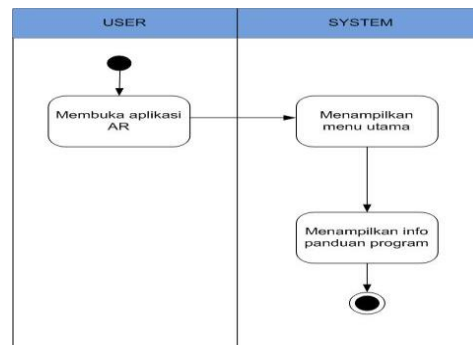 USER
SYSTEM
Membuka aplikasi
AR
Menampilkan
menu utama
Menampilkan info
panduan program